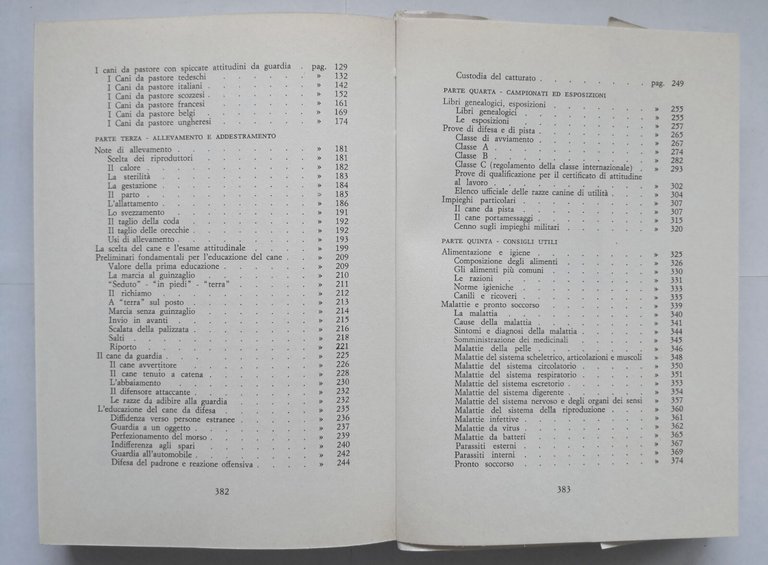 I cani da pastore con spiccate attitudini da guardia . pag. 129
I Cani da pastore tedeschi . . . . . . » 132
I Cani da pastore italiani . . . . . . » 142
I Cani da pastore scozzesi . . . . . . » 152
I Cani da pastore francesi . . . . . . » 161
I Cani da pastore belgi . . . . . . » 169
I Cani da pastore ungheresi . . . . . . » 174
PARTE TERZA - ALLEVAMENTO E ADDESTRAMENTO
Note di allevamento . . . . . . » 181
Scelta dei riproduttori . . . . . . » 181
Il calore . . . . . . » 182
La sterilità . . . . . . » 183
La gestazione . . . . . . » 184
Il parto . . . . . . » 185
L'allattamento . . . . . . » 186
Lo svezzamento . . . . . . » 191
Il taglio della coda . . . . . . » 192
Il taglio delle orecchie . . . . . . » 192
Usi di allevamento . . . . . . » 193
La scelta del cane e l'esame attitudinale . . . . » 199
Preliminari fondamentali per l'educazione del cane . . » 209
Valore della prima educazione . . . . . » 209
La marcia al guinzaglio . . . . . . » 210
"Seduto" - "in piedi" - "terra" . . . . . » 211
Il richiamo . . . . . . » 212
A "terra" sul posto . . . . . . » 213
Marcia senza guinzaglio . . . . . . » 214
Invio in avanti . . . . . . » 215
Scalata della palizzata . . . . . . » 216
Salti . . . . . . » 218
Riporto . . . . . . » 221
Il cane da guardia . . . . . . » 225
Il cane avvertitore . . . . . . » 226
Il cane tenuto a catena . . . . . . » 228
L'abbaiamento . . . . . . » 230
Il difensore attaccante . . . . . . » 232
Le razze da adibire alla guardia . . . . . » 232
L'educazione del cane da difesa . . . . . » 235
Diffidenza verso persone estranee . . . . . » 236
Guardia a un oggetto . . . . . . » 237
Perfezionamento del morso . . . . . . » 239
Indifferenza agli spari . . . . . . » 240
Guardia all'automobile . . . . . . » 242
Difesa del padrone e reazione offensiva . . . . » 244
382
Custodia del catturato . . . . . . pag. 249
PARTE QUARTA - CAMPIONATI ED ESPOSIZIONI
Libri genealogici, esposizioni . . . . . . » 255
Libri genealogici . . . . . . » 255
Le esposizioni . . . . . . » 257
Prove di difesa e di pista . . . . . . » 265
Classe di avviamento . . . . . . » 267
Classe A . . . . . . » 274
Classe B . . . . . . » 282
Classe C (regolamento della classe internazionale) . » 293
Prove di qualificazione per il certificato di attitudine
al lavoro . . . . . . » 302
Elenco ufficiale delle razze canine di utilità . . . » 304
Impieghi particolari . . . . . . » 307
Il cane da pista . . . . . . » 307
Il cane portamessaggi . . . . . . » 315
Cenno sugli impieghi militari . . . . . » 320
PARTE QUINTA - CONSIGLI UTILI
Alimentazione e igiene . . . . . . » 325
Composizione degli alimenti . . . . . . » 326
Gli alimenti più comuni . . . . . . » 330
Le razioni . . . . . . » 331
Norme igieniche . . . . . . » 333
Canili e ricoveri . . . . . . » 335
Malattie e pronto soccorso . . . . . . » 339
La malattia . . . . . . » 340
Cause della malattia . . . . . . » 341
Sintomi e diagnosi della malattia . . . . . » 344
Somministrazione dei medicinali . . . . . » 345
Malattie della pelle . . . . . . » 346
Malattie del sistema scheletrico, articolazioni e muscoli » 348
Malattie del sistema circolatorio . . . . . » 350
Malattie del sistema respiratorio . . . . . » 351
Malattie del sistema escretorio . . . . . » 353
Malattie del sistema digerente . . . . . » 354
Malattie del sistema nervoso e degli organi dei sensi » 357
Malattie del sistema della riproduzione . . . . » 360
Malattie infettive . . . . . . » 361
Malattie da virus . . . . . . » 362
Malattie da batteri . . . . . . » 365
Parassiti esterni . . . . . . » 367
Parassiti interni . . . . . . » 369
Pronto soccorso . . . . . . » 374
383